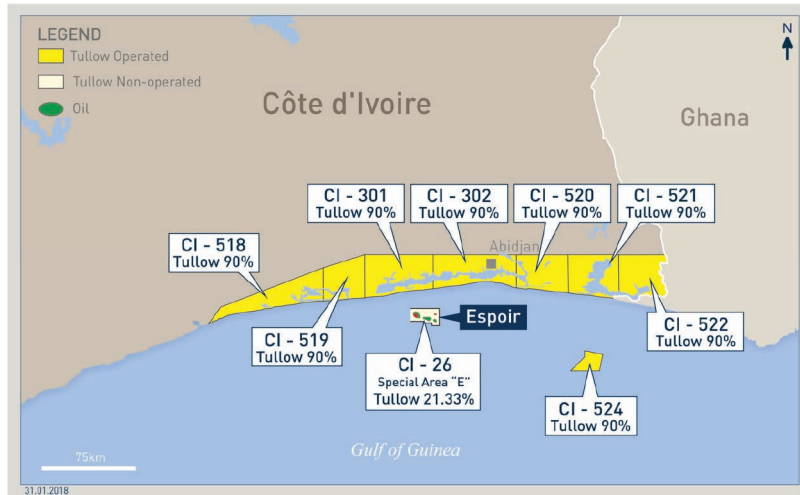 LEGEND
Tullow Operated
Tullow Non-operated
Oil
N
Côte d'Ivoire
Ghana
CI - 301
Tullow 90%
CI - 302
Tullow 90%
CI - 520
Tullow 90%
CI - 521
Tullow 90%
CI - 518
Tullow 90%
Abidjan
CI - 519
Tullow 90%
Espoir
CI - 522
Tullow 90%
CI - 26
Special Area "E"
Tullow 21.33%
CI - 524
Tullow 90%
Gulf of Guinea
75km
31.01.2018